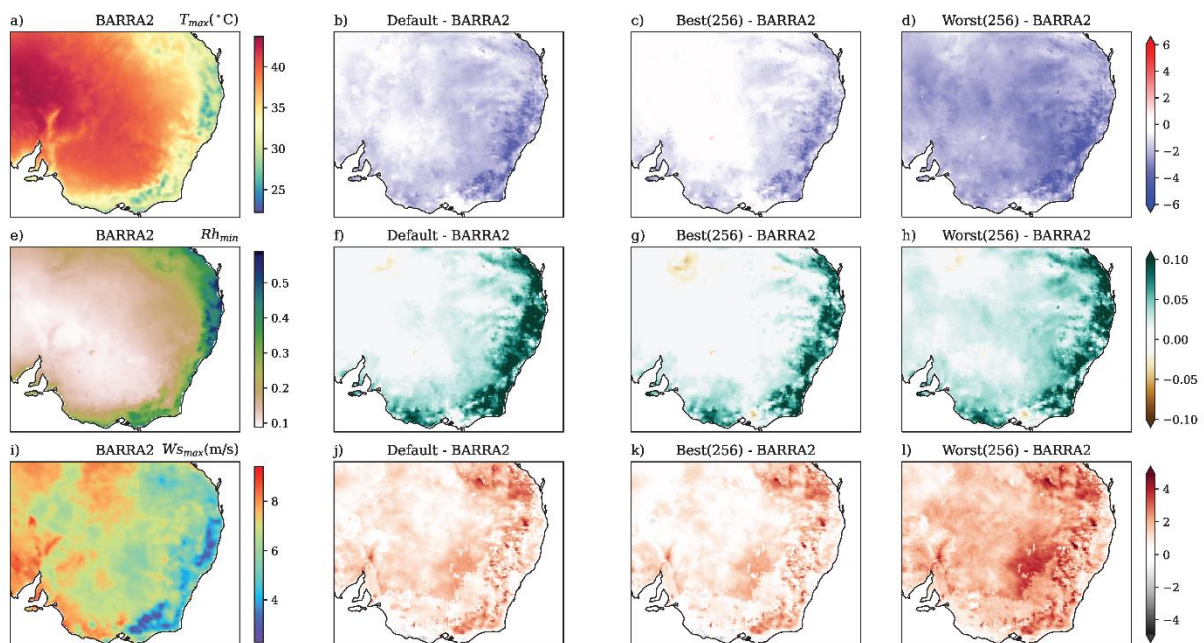 a) BARRA2 T_max(°C)
b) Default - BARRA2
c) Best(256) - BARRA2
d) Worst(256) - BARRA2
40
35
30
25
6
4
2
0
−2
−4
−6
e) BARRA2 Rh_min
f) Default - BARRA2
g) Best(256) - BARRA2
h) Worst(256) - BARRA2
0.5
0.4
0.3
0.2
0.1
0.10
0.05
0.00
−0.05
−0.10
i) BARRA2 Ws_max(m/s)
j) Default - BARRA2
k) Best(256) - BARRA2
l) Worst(256) - BARRA2
8
6
4
4
2
0
−2
−4